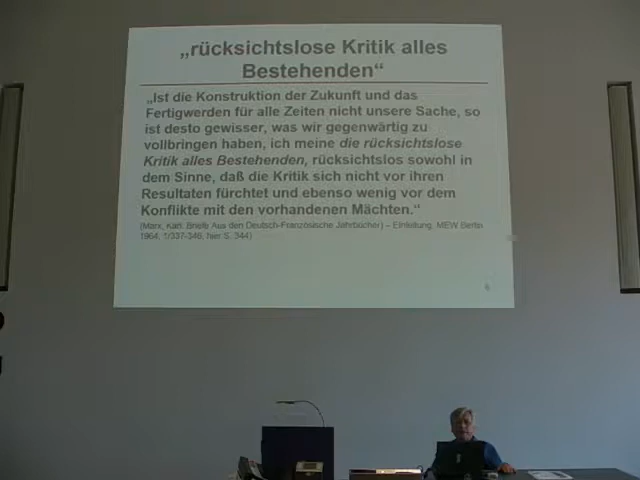 „rücksichtslose Kritik alles
Bestehenden“
„Ist die Konstruktion der Zukunft und das
Fertigwerden für alle Zeiten nicht unsere Sache, so
ist desto gewisser, was wir gegenwärtig zu
vollbringen haben, ich meine die rücksichtslose
Kritik alles Bestehenden, rücksichtslos sowohl in
dem Sinne, daß die Kritik sich nicht vor ihren
Resultaten fürchtet und ebenso wenig vor dem
Konflikte mit den vorhandenen Mächten.“
(Marx, Karl: Briefe Aus den Deutsch-Französische Jahrbücher) – Einleitung, MEW Berlin
1964, 1/337-346, hier S. 344)